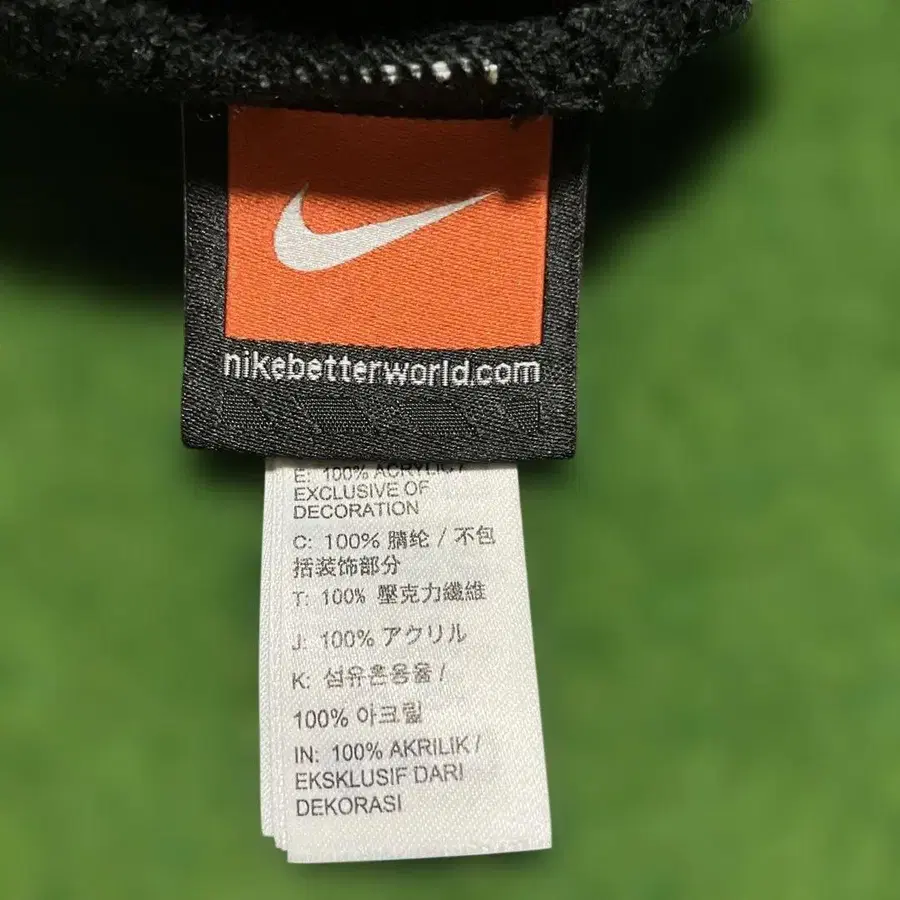 nikebetterworld.com
E: 100% ACRYLIC /
EXCLUSIVE OF
DECORATION
C: 100% 腈纶 / 不包
括装饰部分
T: 100% 壓克力纖維
J: 100% アクリル
K: 섬유혼용율 /
100% 아크릴
IN: 100% AKRILIK /
EKSKLUSIF DARI
DEKORASI